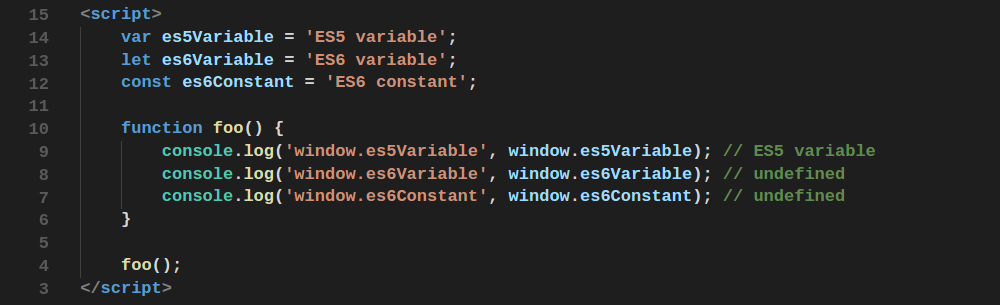 15 <script>
14 var es5Variable = 'ES5 variable';
13 let es6Variable = 'ES6 variable';
12 const es6Constant = 'ES6 constant';
11
10 function foo() {
9 console.log('window.es5Variable', window.es5Variable); // ES5 variable
8 console.log('window.es6Variable', window.es6Variable); // undefined
7 console.log('window.es6Constant', window.es6Constant); // undefined
6 }
5
4 foo();
3 </script>